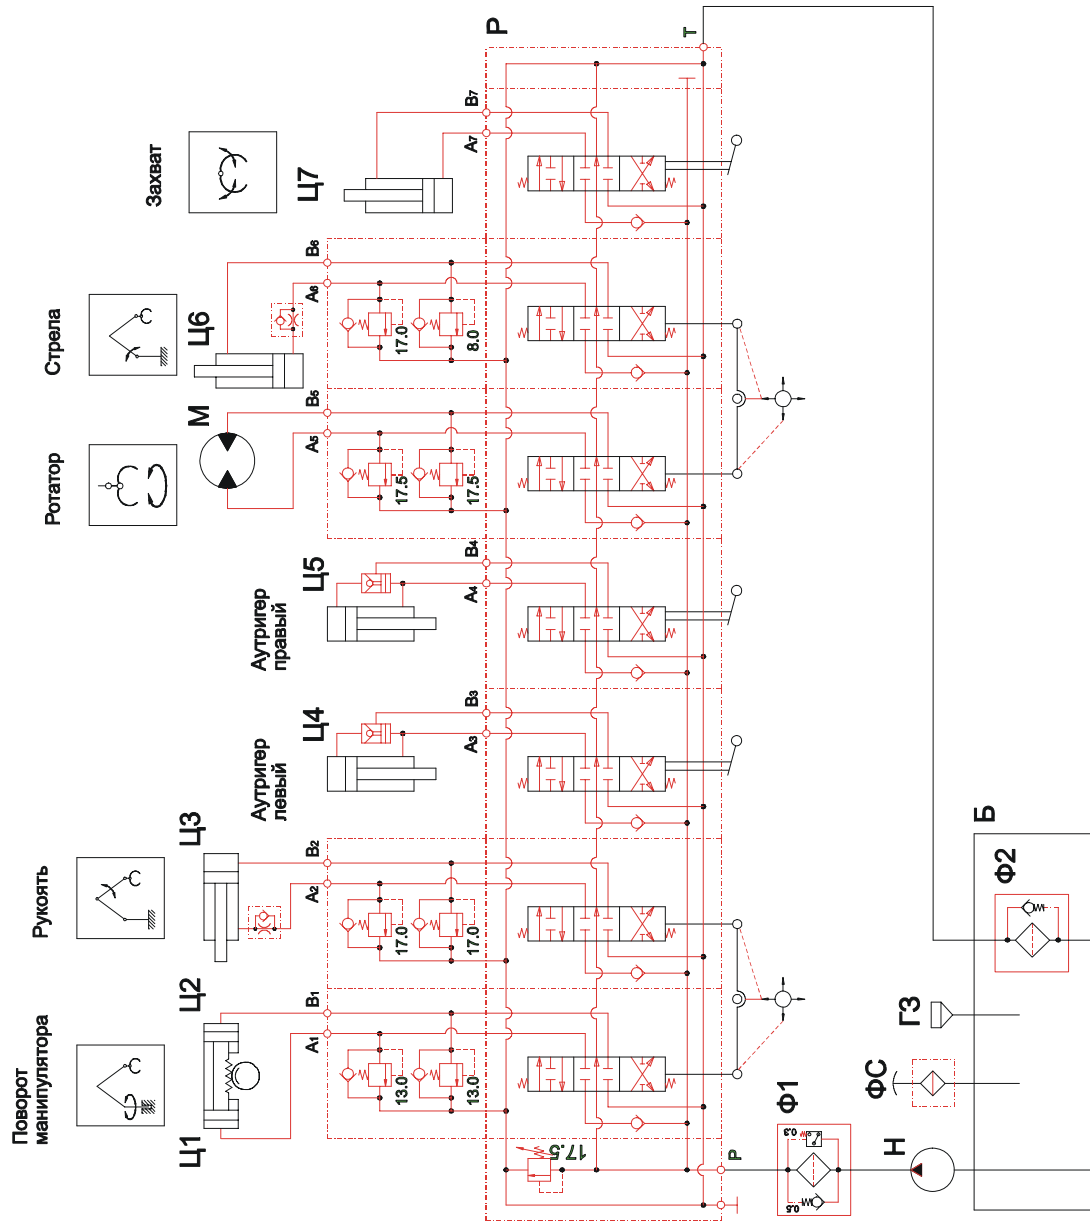 Р
Т
Захват
Ц7
В7
А7
Стрела
Ц6
В6
А6
17.0
8.0
Ротатор
М
В5
А5
17.5
17.5
Аутригер
правый
Ц5
В4
А4
Аутригер
левый
Ц4
В3
А3
Рукоять
Ц3
В2
А2
17.0
17.0
Поворот
манипулятора
Ц2
Ц1
В1
А1
13.0
13.0
17.5
Р
Ф1
0.3
0.5
Н
ФС
ГЗ
Ф2
Б